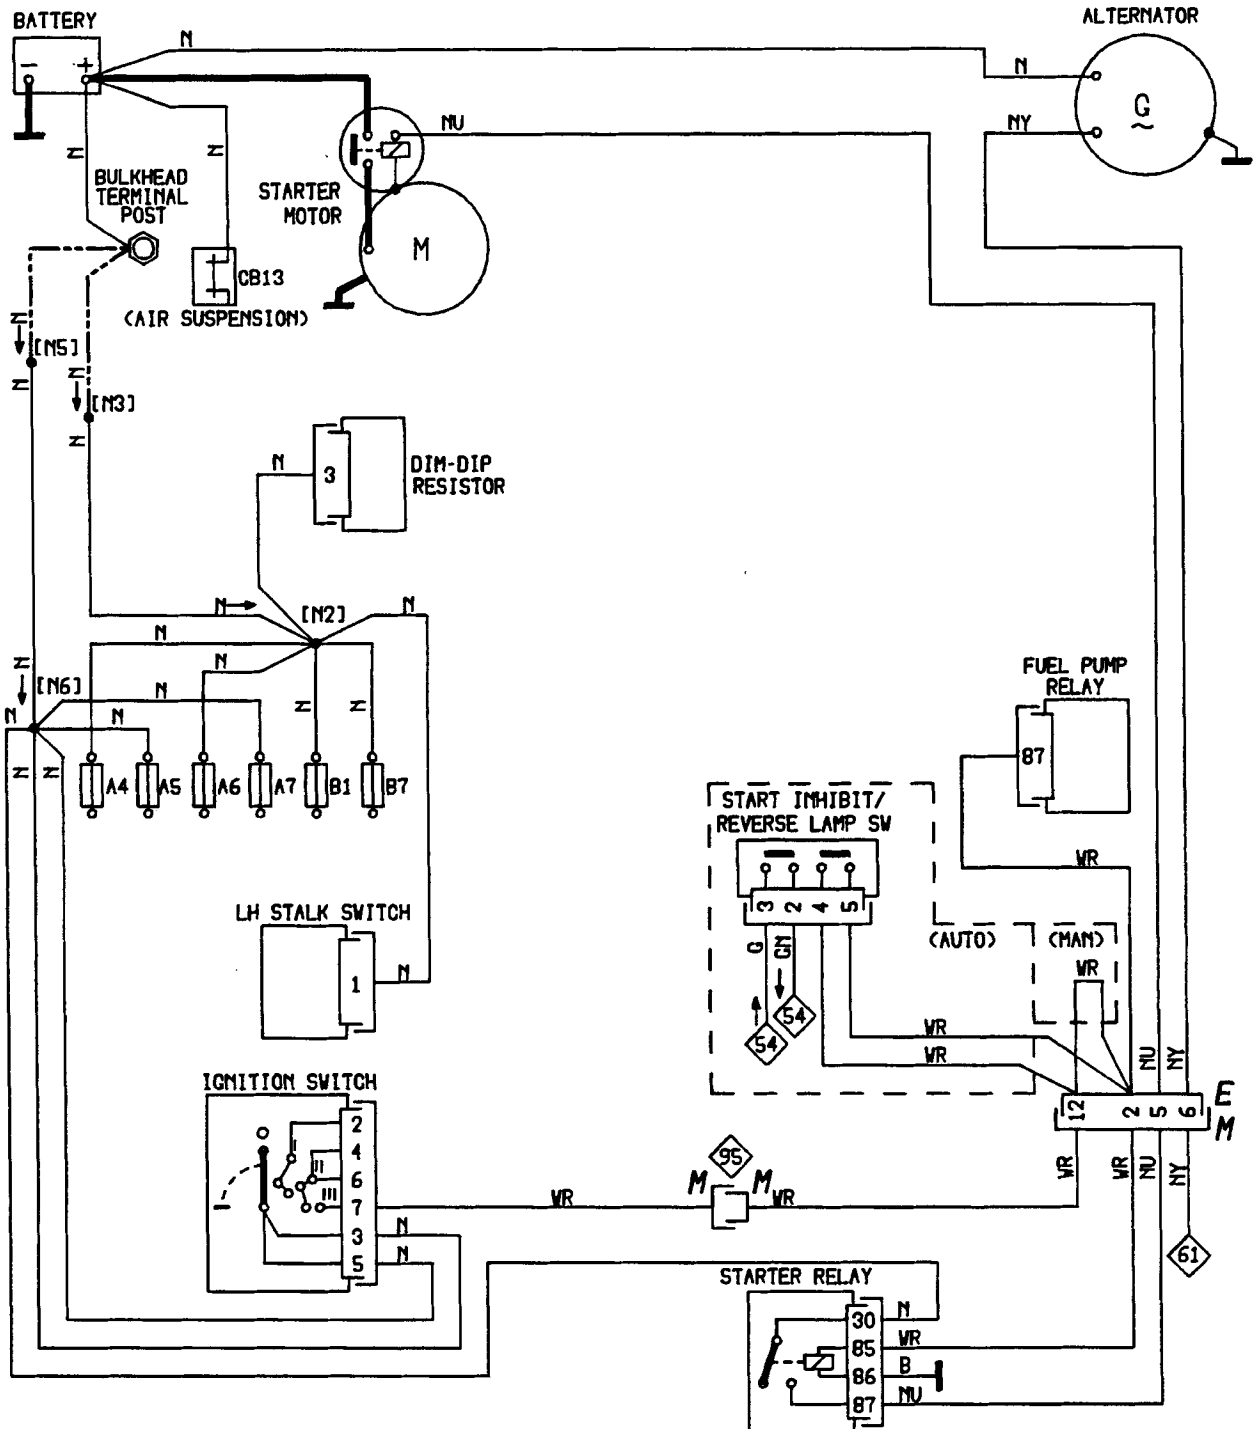 BATTERY
ALTERNATOR
-
+
N
N
G
~
NU
NY
N
N
BULKHEAD
TERMINAL
POST
STARTER
MOTOR
M
CB13
(AIR SUSPENSION)
N
[N5]
N
N
[N3]
N
N
3
DIM-DIP
RESISTOR
N
[N2]
N
N
N
N
[N6]
N
N
N
N
N
N
N
A4
A5
A6
A7
B1
B7
FUEL PUMP
RELAY
87
WR
START INHIBIT/
REVERSE LAMP SW
3
2
4
5
G
GN
54
54
(AUTO)
(MAN)
WR
WR
WR
NU
NY
LH STALK SWITCH
1
N
12
2
5
6
E
M
WR
WR
NU
NY
IGNITION SWITCH
I
II
III
2
4
6
7
3
5
WR
N
N
95
M
M
WR
61
STARTER RELAY
30
85
86
87
N
WR
B
NU